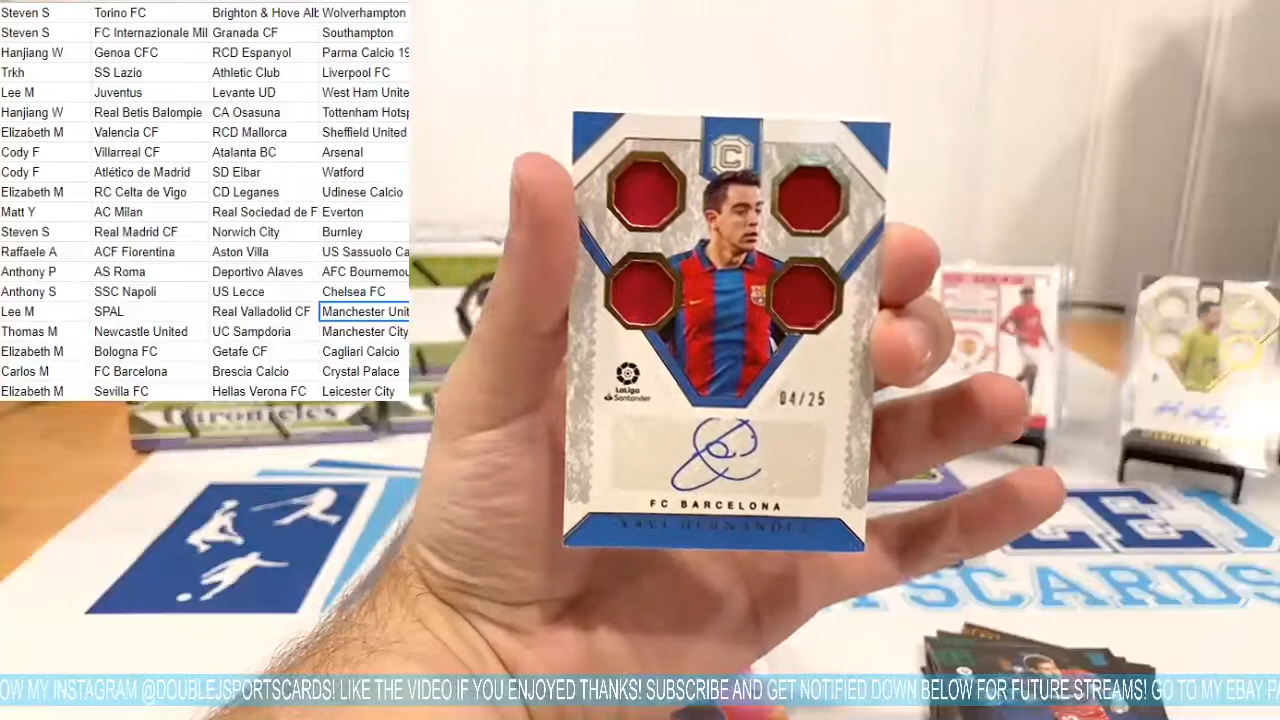 Steven S Torino FC Brighton & Hove Alb Wolverhampton
Steven S FC Internazionale Mil Granada CF Southampton
Hanjiang W Genoa CFC RCD Espanyol Parma Calcio 19
Trkh SS Lazio Athletic Club Liverpool FC
Lee M Juventus Levante UD West Ham Unite
Hanjiang W Real Betis Balompie CA Osasuna Tottenham Hotsp
Elizabeth M Valencia CF RCD Mallorca Sheffield United
Cody F Villarreal CF Atalanta BC Arsenal
Cody F Atlético de Madrid SD Eibar Watford
Elizabeth M RC Celta de Vigo CD Leganes Udinese Calcio
Matt Y AC Milan Real Sociedad de F Everton
Steven S Real Madrid CF Norwich City Burnley
Raffaele A ACF Fiorentina Aston Villa US Sassuolo Ca
Anthony P AS Roma Deportivo Alaves AFC Bournemou
Anthony S SSC Napoli US Lecce Chelsea FC
Lee M SPAL Real Valladolid CF Manchester Unit
Thomas M Newcastle United UC Sampdoria Manchester City
Elizabeth M Bologna FC Getafe CF Cagliari Calcio
Carlos M FC Barcelona Brescia Calcio Crystal Palace
Elizabeth M Sevilla FC Hellas Verona FC Leicester City
C
LaLiga
Santander
04/25
FC BARCELONA
XAVI HERNANDEZ
Chronicles
EJ
TSCARDS
OW MY INSTAGRAM @DOUBLEJSPORTSCARDS! LIKE THE VIDEO IF YOU ENJOYED THANKS! SUBSCRIBE AND GET NOTIFIED DOWN BELOW FOR FUTURE STREAMS! GO TO MY EBAY PA